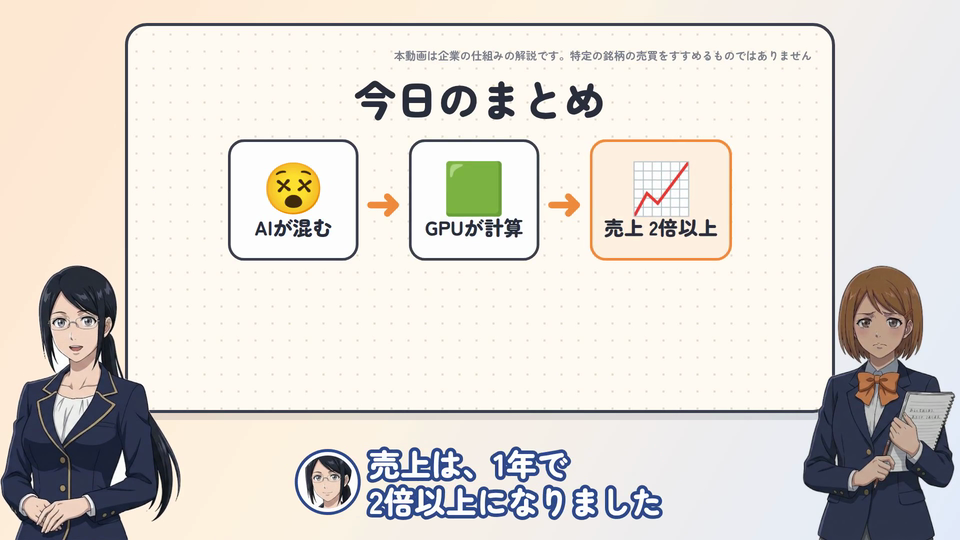 本動画は企業の仕組みの解説です。特定の銘柄の売買をすすめるものではありません
今日のまとめ
AIが混む
GPUが計算
売上 2倍以上
売上は、1年で
2倍以上になりました